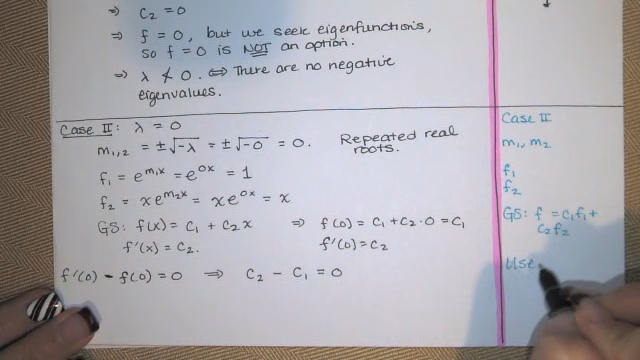 ⇒ C₂ = 0
⇒ f = 0, but we seek eigenfunctions,
so f = 0 is NOT an option.
⇒ λ ≮ 0. ⇔ There are no negative
eigenvalues.
Case II: λ = 0
m₁,₂ = ±√-λ = ±√-0 = 0. Repeated real
roots.
f₁ = e^{m₁x} = e^{0x} = 1
f₂ = xe^{m₂x} = xe^{0x} = x
GS: f(x) = C₁ + C₂x ⇒ f(0) = C₁ + C₂·0 = C₁
f'(x) = C₂. f'(0) = C₂
f'(0) - f(0) = 0 ⇒ C₂ - C₁ = 0
Case II
m₁, m₂
f₁
f₂
GS: f = C₁f₁ +
C₂f₂
Use